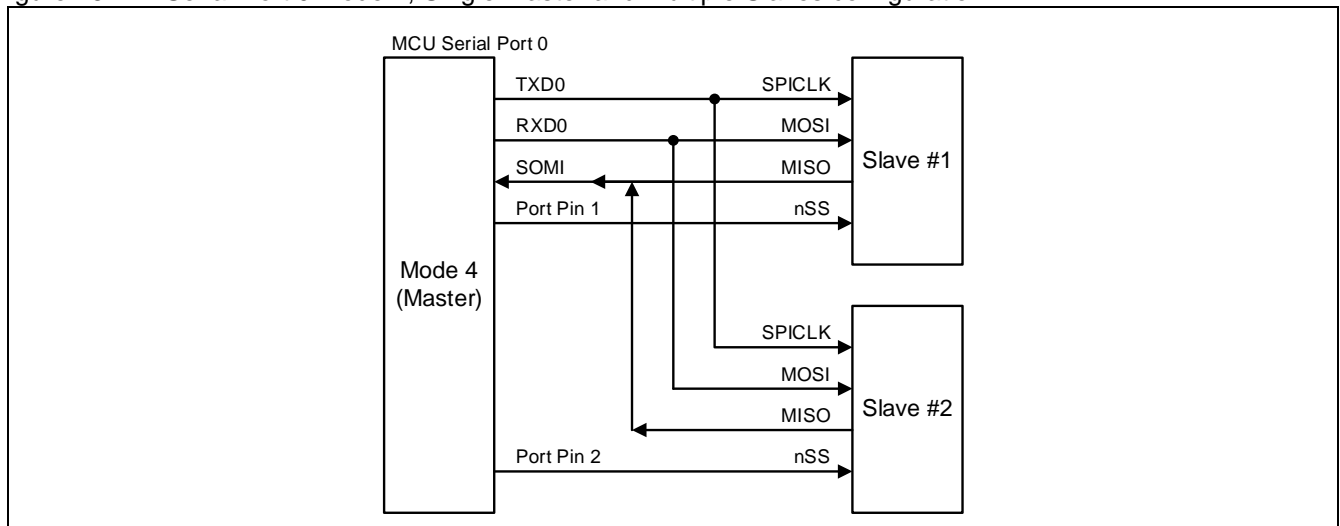 MCU Serial Port 0
TXD0 SPICLK
RXD0 MOSI
SOMI MISO
Port Pin 1 nSS
Slave #1
Mode 4
(Master)
SPICLK
MOSI
MISO
Slave #2
Port Pin 2 nSS